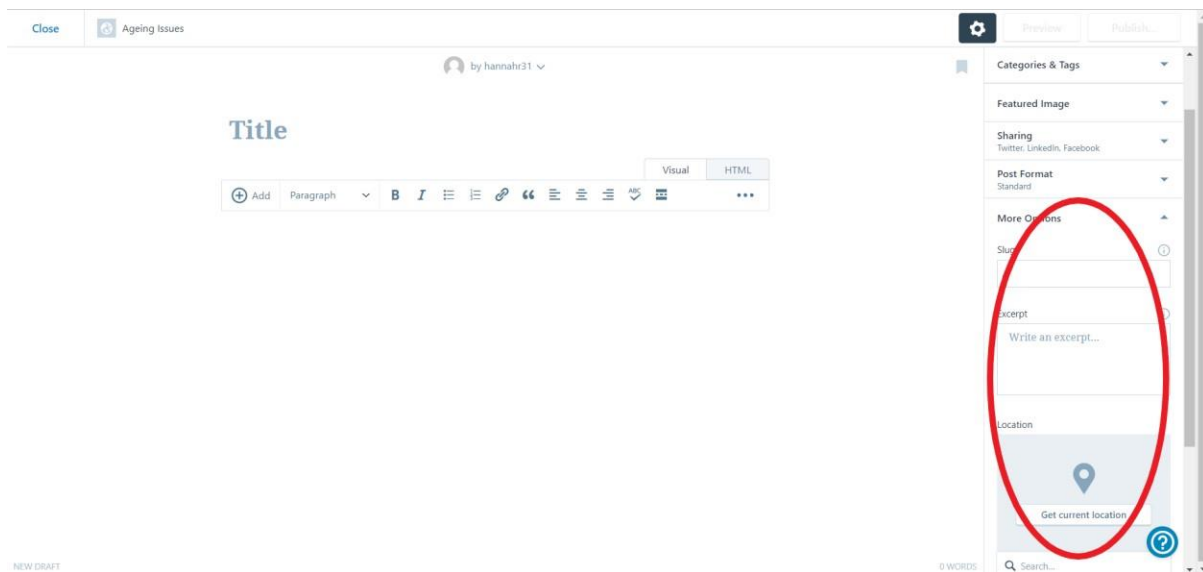 Close
Ageing Issues
Preview
Publish...
by hannahr31
Categories & Tags
Featured Image
Title
Sharing
Twitter, LinkedIn, Facebook
Visual
HTML
Post Format
Standard
Add
Paragraph
B
I
ABC
More Options
Slug
Excerpt
Write an excerpt...
Location
Get current location
NEW DRAFT
0 WORDS
Search...